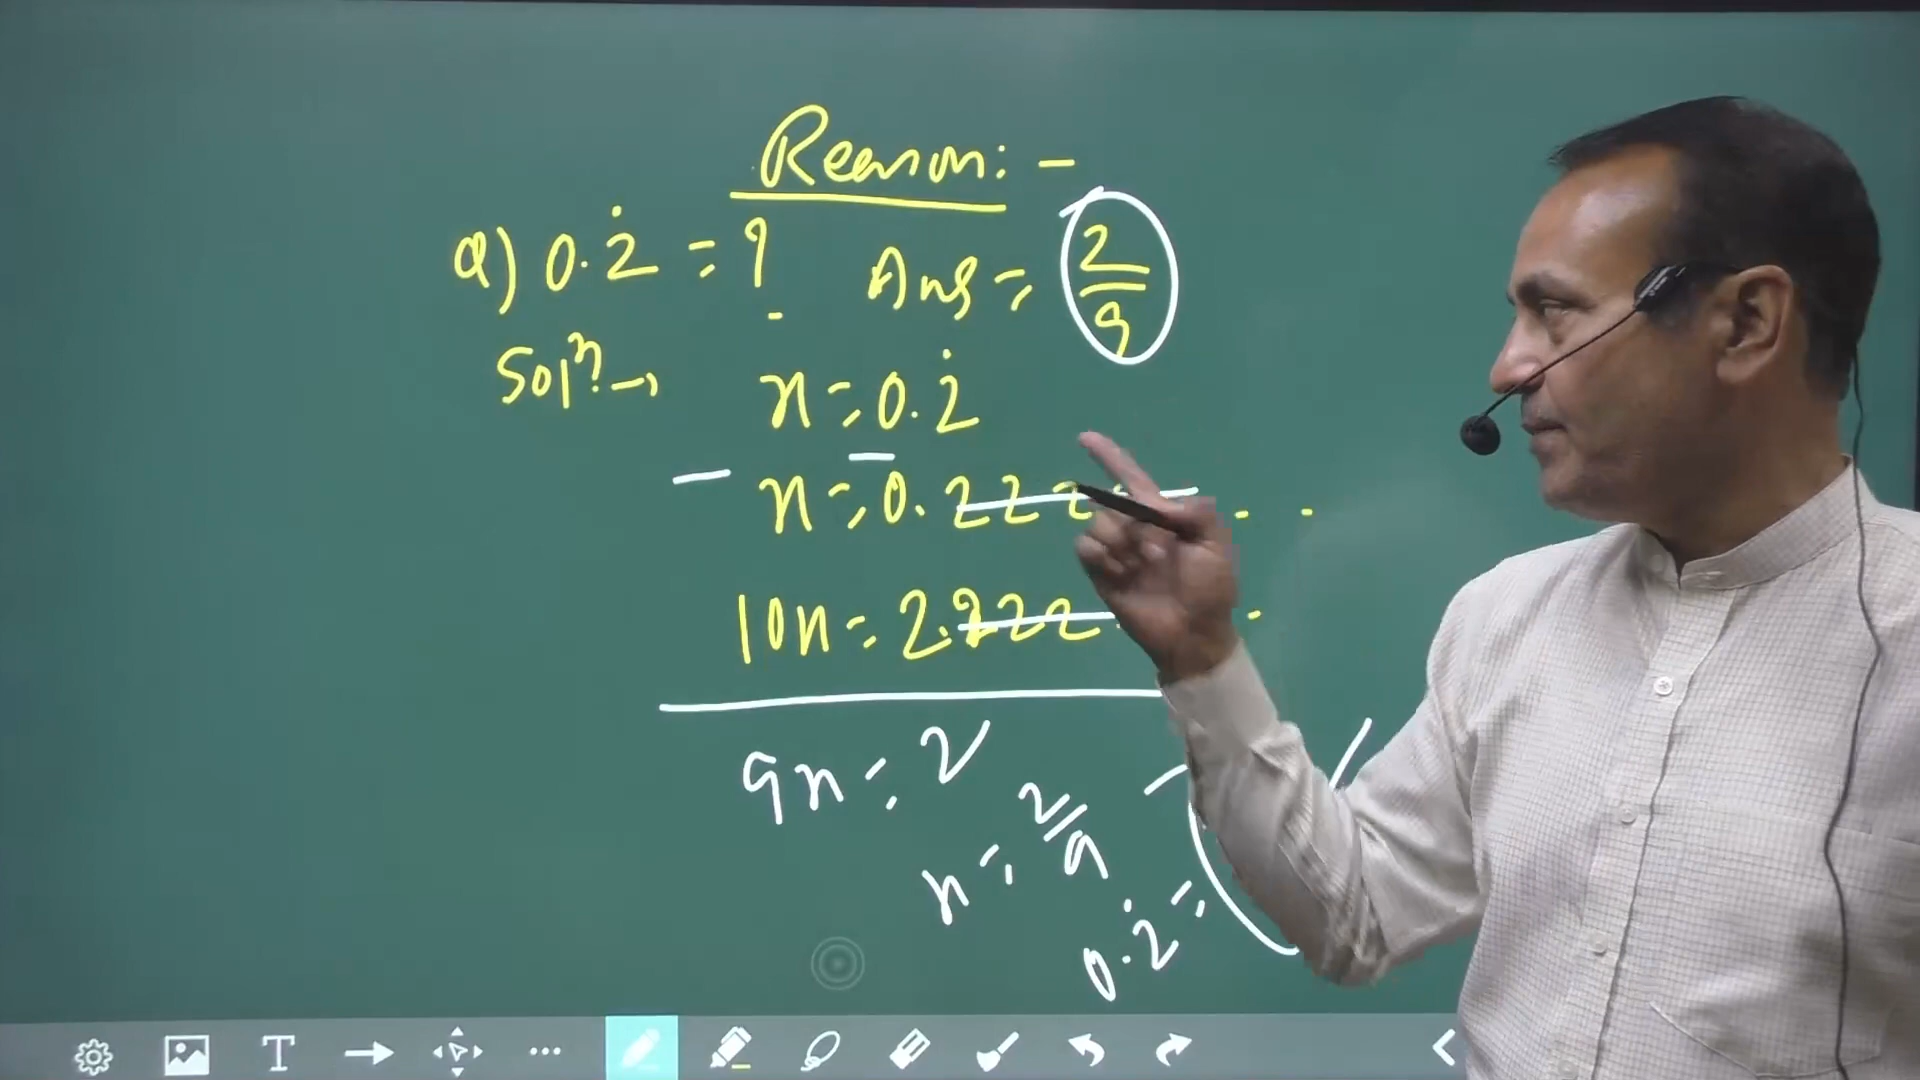 Reason: -
Q) 0.2̇ = ? Ans = 2/9
Solⁿ. →
x = 0.2̇
– x = 0.222 . .
10x = 2.222 .
9x = 2
x = 2/9
0.2̇ =
T